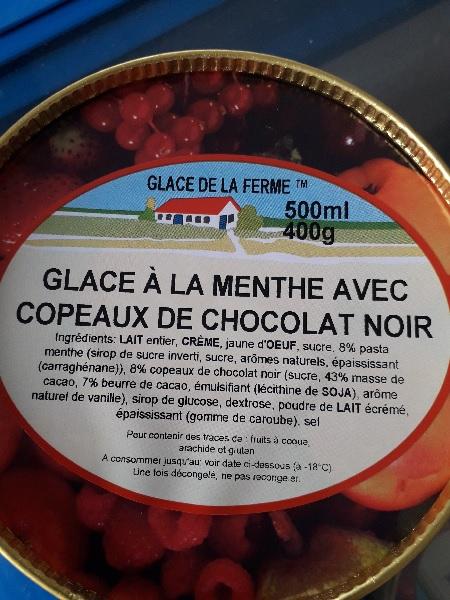 GLACE DE LA FERME ™
500ml
400g
GLACE À LA MENTHE AVEC
COPEAUX DE CHOCOLAT NOIR
Ingrédients: LAIT entier, CRÈME, jaune d'OEUF, sucre, 8% pasta
menthe (sirop de sucre inverti, sucre, arômes naturels, épaississant
(carraghénane)), 8% copeaux de chocolat noir (sucre, 43% masse de
cacao, 7% beurre de cacao, émulsifiant (lécithine de SOJA), arôme
naturel de vanille), sirop de glucose, dextrose, poudre de LAIT écrémé,
épaississant (gomme de caroube), sel
Peut contenir des traces de : fruits à coque,
arachide et gluten
A consommer jusqu'au: voir date ci-dessous (à -18°C).
Une fois décongelé, ne pas recongeler.